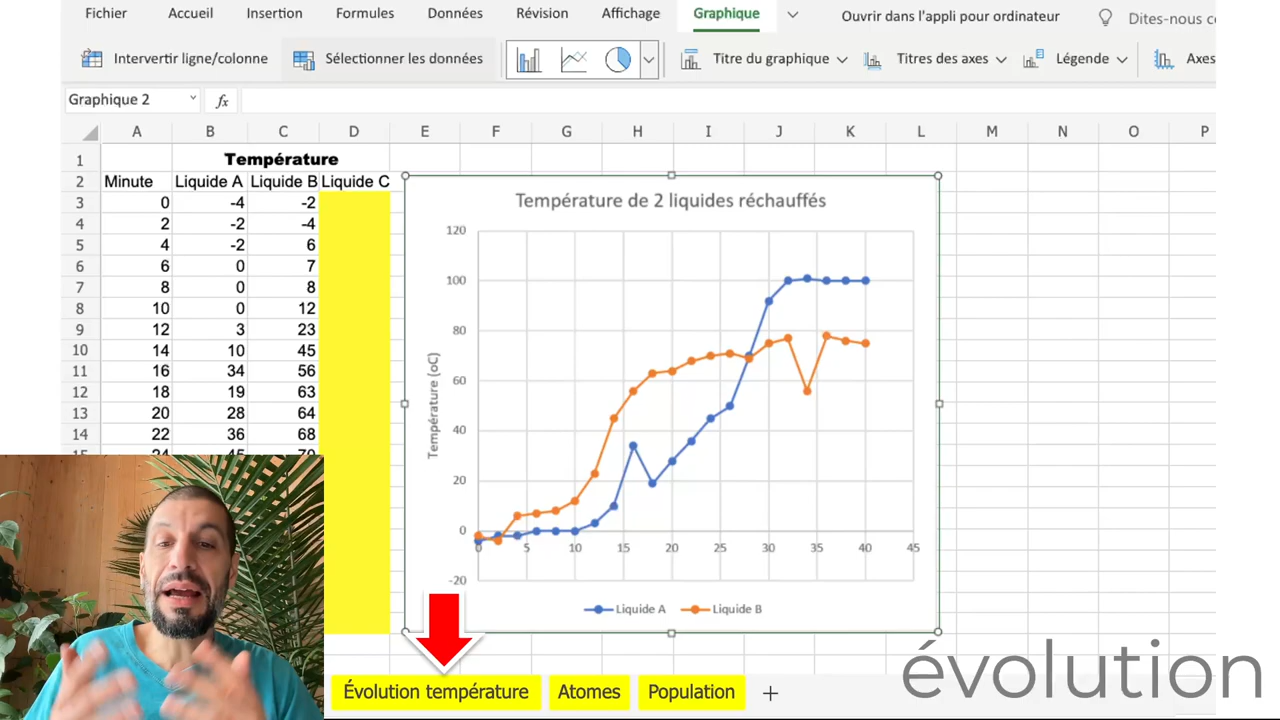 Fichier Accueil Insertion Formules Données Révision Affichage Graphique Ouvrir dans l'appli pour ordinateur Dites-nous c
Intervertir ligne/colonne Sélectionner les données Titre du graphique Titres des axes Légende Axes
Graphique 2 fx
A B C D E F G H I J K L M N O P
1 Température
2 Minute Liquide A Liquide B Liquide C
3 0 -4 -2
4 2 -2 -4
5 4 -2 6
6 6 0 7
7 8 0 8
8 10 0 12
9 12 3 23
10 14 10 45
11 16 34 56
12 18 19 63
13 20 28 64
14 22 36 68
Température de 2 liquides réchauffés
120
100
80
60
40
20
0
-20
0 5 10 15 20 25 30 35 40 45
Température (oC)
Liquide A Liquide B
évolution
Évolution température Atomes Population +